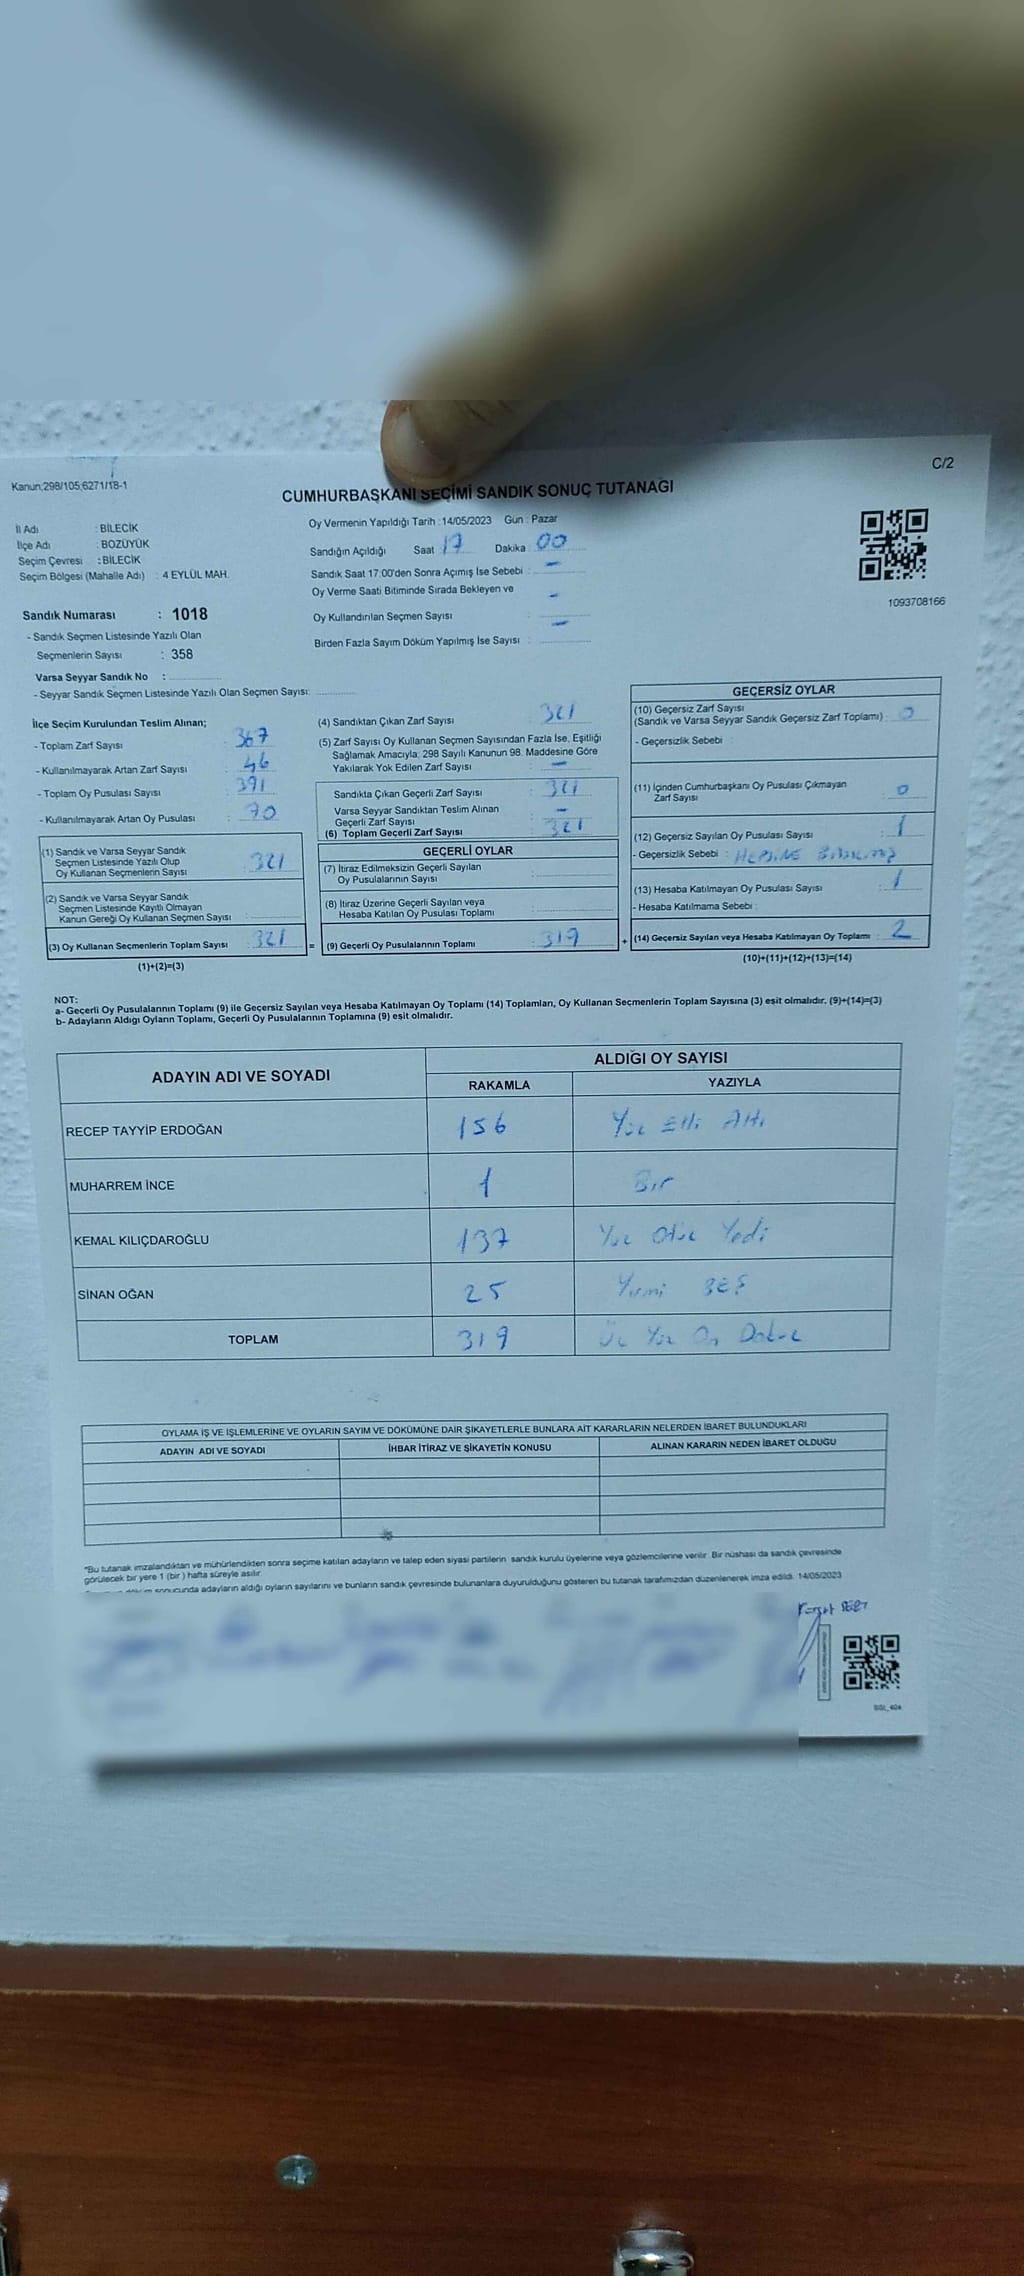 C/2
Kanun;298/105;6271/18-1
CUMHURBAŞKANI SEÇİMİ SANDIK SONUÇ TUTANAĞI
İl Adı : BİLECİK
İlçe Adı : BOZÜYÜK
Seçim Çevresi : BİLECİK
Seçim Bölgesi (Mahalle Adı) : 4 EYLÜL MAH.
Sandık Numarası : 1018
- Sandık Seçmen Listesinde Yazılı Olan
Seçmenlerin Sayısı : 358
Varsa Seyyar Sandık No :
- Seyyar Sandık Seçmen Listesinde Yazılı Olan Seçmen Sayısı:
Oy Vermenin Yapıldığı Tarih : 14/05/2023 Gün : Pazar
Sandığın Açıldığı Saat 17 Dakika 00
Sandık Saat 17:00'den Sonra Açımış İse Sebebi : -
Oy Verme Saati Bitiminde Sırada Bekleyen ve -
Oy Kullandırılan Seçmen Sayısı -
Birden Fazla Sayım Döküm Yapılmış İse Sayısı :
1093708166
İlçe Seçim Kurulundan Teslim Alınan;
- Toplam Zarf Sayısı : 367
- Kullanılmayarak Artan Zarf Sayısı : 46
- Toplam Oy Pusulası Sayısı : 391
- Kullanılmayarak Artan Oy Pusulası : 70
(1) Sandık ve Varsa Seyyar Sandık
Seçmen Listesinde Yazılı Olup
Oy Kullanan Seçmenlerin Sayısı : 321
(2) Sandık ve Varsa Seyyar Sandık
Seçmen Listesinde Kayıtlı Olmayan
Kanun Gereği Oy Kullanan Seçmen Sayısı :
(3) Oy Kullanan Seçmenlerin Toplam Sayısı : 321
(1)+(2)=(3)
=
(4) Sandıktan Çıkan Zarf Sayısı : 321
(5) Zarf Sayısı Oy Kullanan Seçmen Sayısından Fazla İse, Eşitliği
Sağlamak Amacıyla; 298 Sayılı Kanunun 98. Maddesine Göre
Yakılarak Yok Edilen Zarf Sayısı : -
Sandıkta Çıkan Geçerli Zarf Sayısı : 321
Varsa Seyyar Sandıktan Teslim Alınan
Geçerli Zarf Sayısı : -
(6) Toplam Geçerli Zarf Sayısı : 321
GEÇERLİ OYLAR
(7) İtiraz Edilmeksizin Geçerli Sayılan
Oy Pusulalarının Sayısı :
(8) İtiraz Üzerine Geçerli Sayılan veya
Hesaba Katılan Oy Pusulası Toplamı :
(9) Geçerli Oy Pusulalarının Toplamı : 319
+
GEÇERSİZ OYLAR
(10) Geçersiz Zarf Sayısı
(Sandık ve Varsa Seyyar Sandık Geçersiz Zarf Toplamı) : 0
- Geçersizlik Sebebi :
(11) İçinden Cumhurbaşkanı Oy Pusulası Çıkmayan
Zarf Sayısı : 0
(12) Geçersiz Sayılan Oy Pusulası Sayısı : 1
- Geçersizlik Sebebi : HEPSİNE
(13) Hesaba Katılmayan Oy Pusulası Sayısı : 1
- Hesaba Katılmama Sebebi :
(14) Geçersiz Sayılan veya Hesaba Katılmayan Oy Toplamı : 2
(10)+(11)+(12)+(13)=(14)
NOT:
a- Geçerli Oy Pusulalarının Toplamı (9) ile Geçersiz Sayılan veya Hesaba Katılmayan Oy Toplamı (14) Toplamları, Oy Kullanan Seçmenlerin Toplam Sayısına (3) eşit olmalıdır. (9)+(14)=(3)
b- Adayların Aldığı Oyların Toplamı, Geçerli Oy Pusulalarının Toplamına (9) eşit olmalıdır.
ADAYIN ADI VE SOYADI
ALDIĞI OY SAYISI
RAKAMLA YAZIYLA
RECEP TAYYİP ERDOĞAN 156 Yüz Elli Altı
MUHARREM İNCE 1 Bir
KEMAL KILIÇDAROĞLU 137 Yüz Otuz Yedi
SİNAN OĞAN 25 Yirmi BEŞ
TOPLAM 319 Üç Yüz On Dokuz
OYLAMA İŞ VE İŞLEMLERİNE VE OYLARIN SAYIM VE DÖKÜMÜNE DAİR ŞİKAYETLERLE BUNLARA AİT KARARLARIN NELERDEN İBARET BULUNDUKLARI
ADAYIN ADI VE SOYADI İHBAR İTİRAZ VE ŞİKAYETİN KONUSU ALINAN KARARIN NEDEN İBARET OLDUĞU
*Bu tutanak imzalandıktan ve mühürlendikten sonra seçime katılan adayların ve talep eden siyasi partilerin sandık kurulu üyelerine veya gözlemcilerine verilir. Bir nüshası da sandık çevresinde
görülecek bir yere 1 (bir) hafta süreyle asılır.
sonucunda adayların aldığı oyların sayılarını ve bunların sandık çevresinde bulunanlara duyurulduğunu gösteren bu tutanak tarafımızdan düzenlenerek imza edildi. 14/05/2023